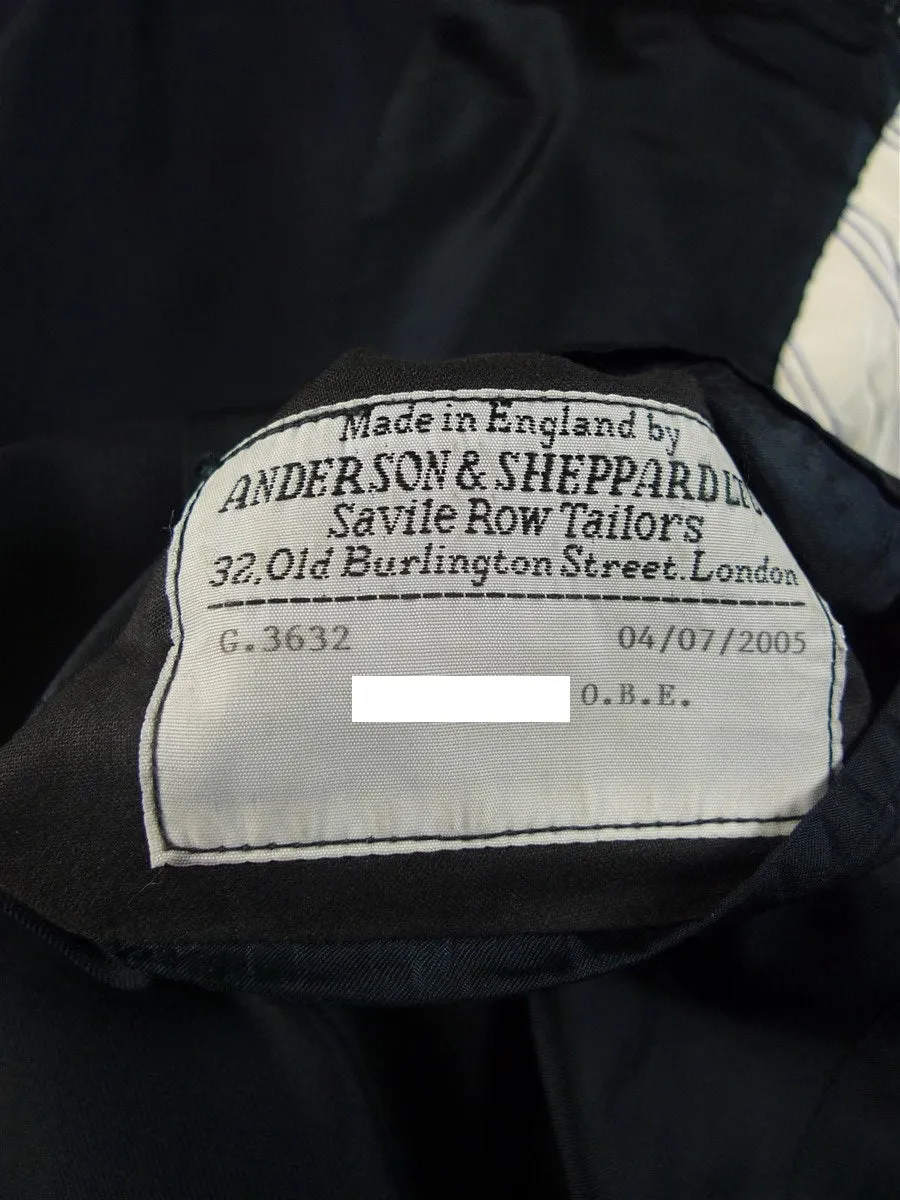 Made in England by
ANDERSON & SHEPPARD LTD
Savile Row Tailors
32, Old Burlington Street. London
G.3632 04/07/2005
O.B.E.